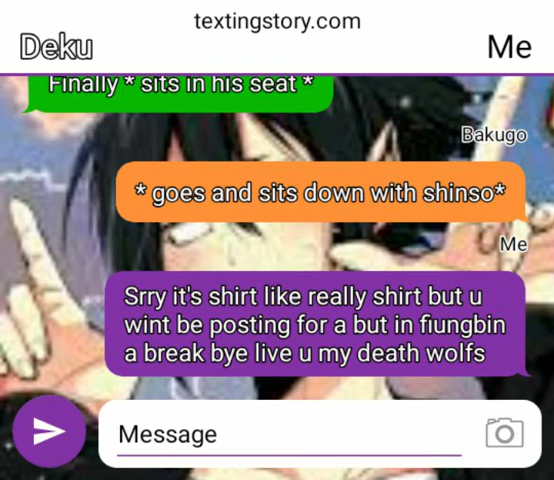 textingstory.com
Deku
Me
Finally * sits in his seat *
Bakugo
* goes and sits down with shinso*
Me
Srry it's shirt like really shirt but u
wint be posting for a but in fiungbin
a break bye live u my death wolfs
Message